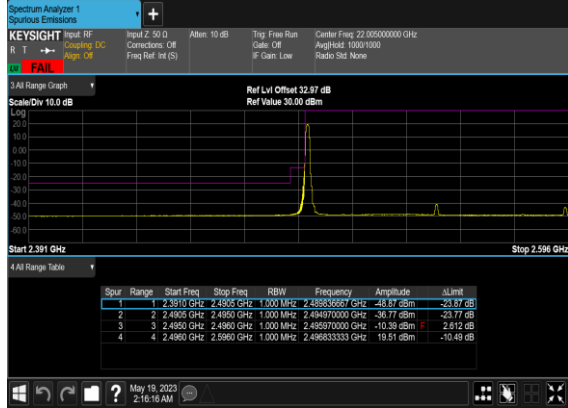 Spectrum Analyzer 1
Spurious Emissions
KEYSIGHT Input: RF Input Z: 50 Ω Atten: 10 dB Trig: Free Run Center Freq: 22.005000000 GHz
R T Coupling: DC Corrections: Off Gate: Off Avg|Hold: 1000/1000
Align: Off Freq Ref: Int (S) IF Gain: Low Radio Std: None
FAIL
3 All Range Graph
Ref Lvl Offset 32.97 dB
Scale/Div 10.0 dB Ref Value 30.00 dBm
Log
20.0
10.0
0.00
-10.0
-20.0
-30.0
-40.0
-50.0
-60.0
Start 2.391 GHz Stop 2.596 GHz
4 All Range Table
Spur Range Start Freq Stop Freq RBW Frequency Amplitude ΔLimit
1 1 2.3910 GHz 2.4905 GHz 1.000 MHz 2.489836667 GHz -48.87 dBm -23.87 dB
2 2 2.4905 GHz 2.4950 GHz 1.000 MHz 2.494970000 GHz -36.77 dBm -23.77 dB
3 3 2.4950 GHz 2.4960 GHz 1.000 MHz 2.495970000 GHz -10.39 dBm F 2.612 dB
4 4 2.4960 GHz 2.5960 GHz 1.000 MHz 2.496833333 GHz 19.51 dBm -10.49 dB
? May 19, 2023
2:16:16 AM